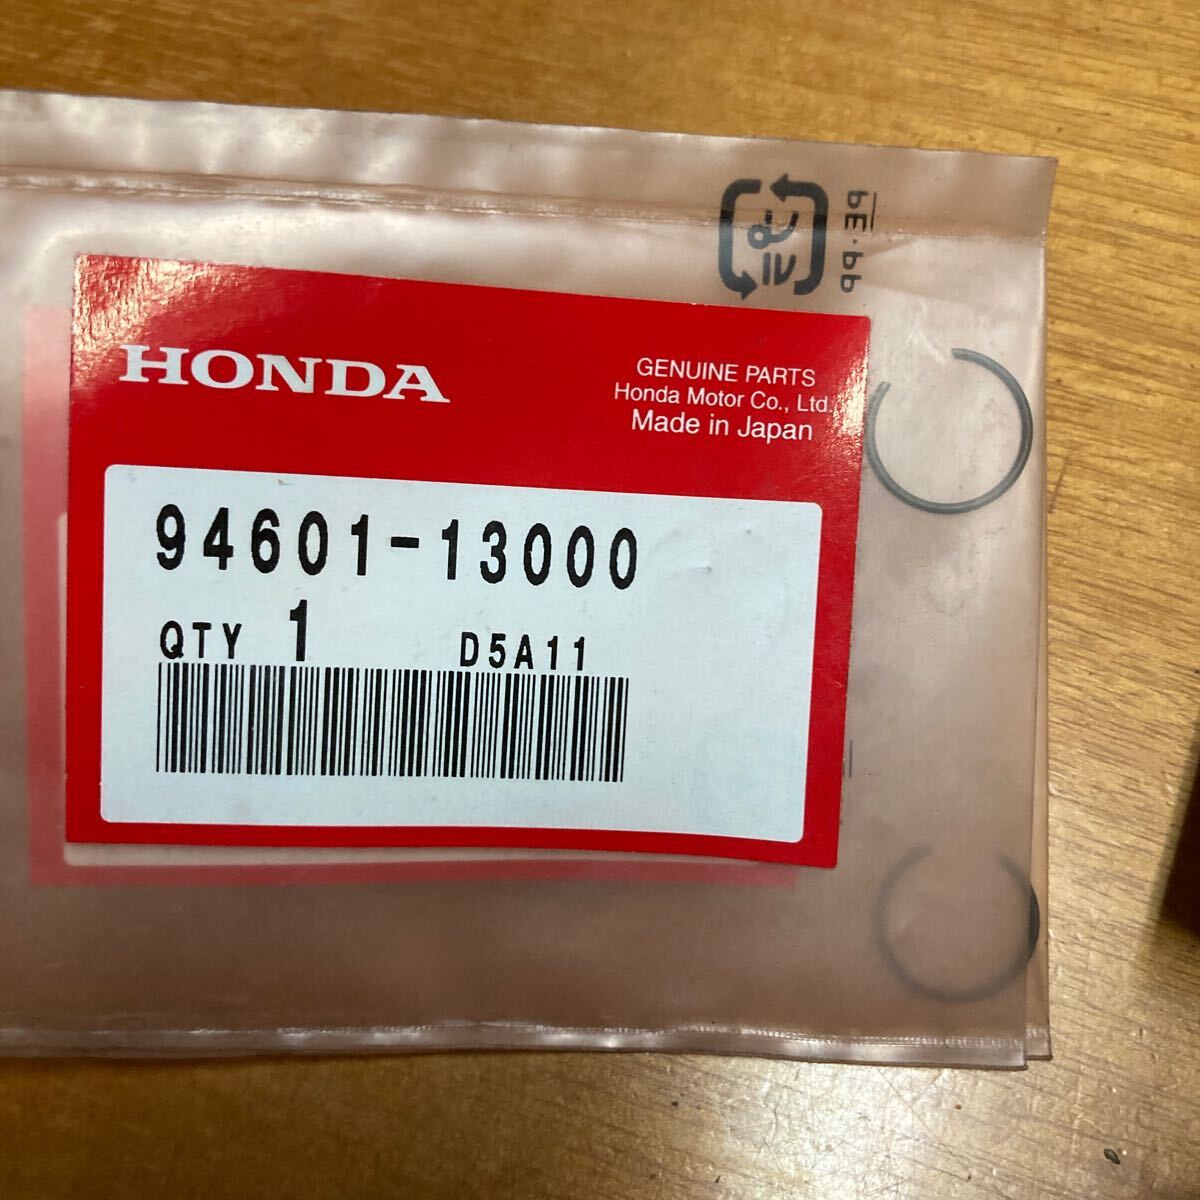 プラ
PE・PP
HONDA
GENUINE PARTS
Honda Motor Co., Ltd.
Made in Japan
94601-13000
QTY 1 D5A11